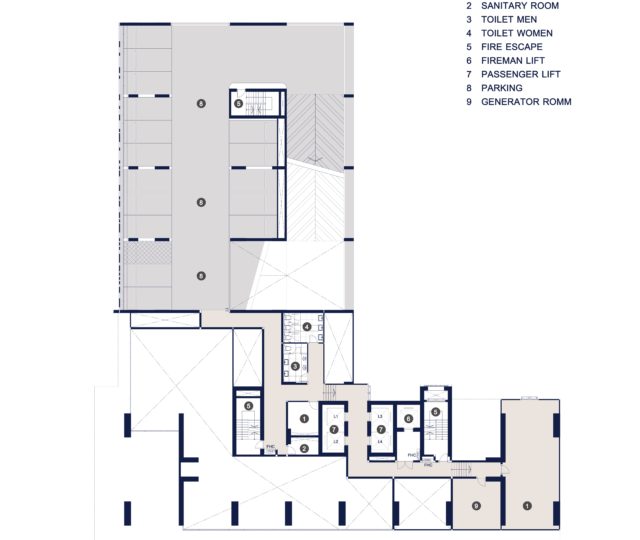 2 SANITARY ROOM
3 TOILET MEN
4 TOILET WOMEN
5 FIRE ESCAPE
6 FIREMAN LIFT
7 PASSENGER LIFT
8 PARKING
9 GENERATOR ROMM
5
8
8
8
4
3
5
1
7
7
6
5
L1
L3
L2
L4
2
FHC
FHC
FHC
1